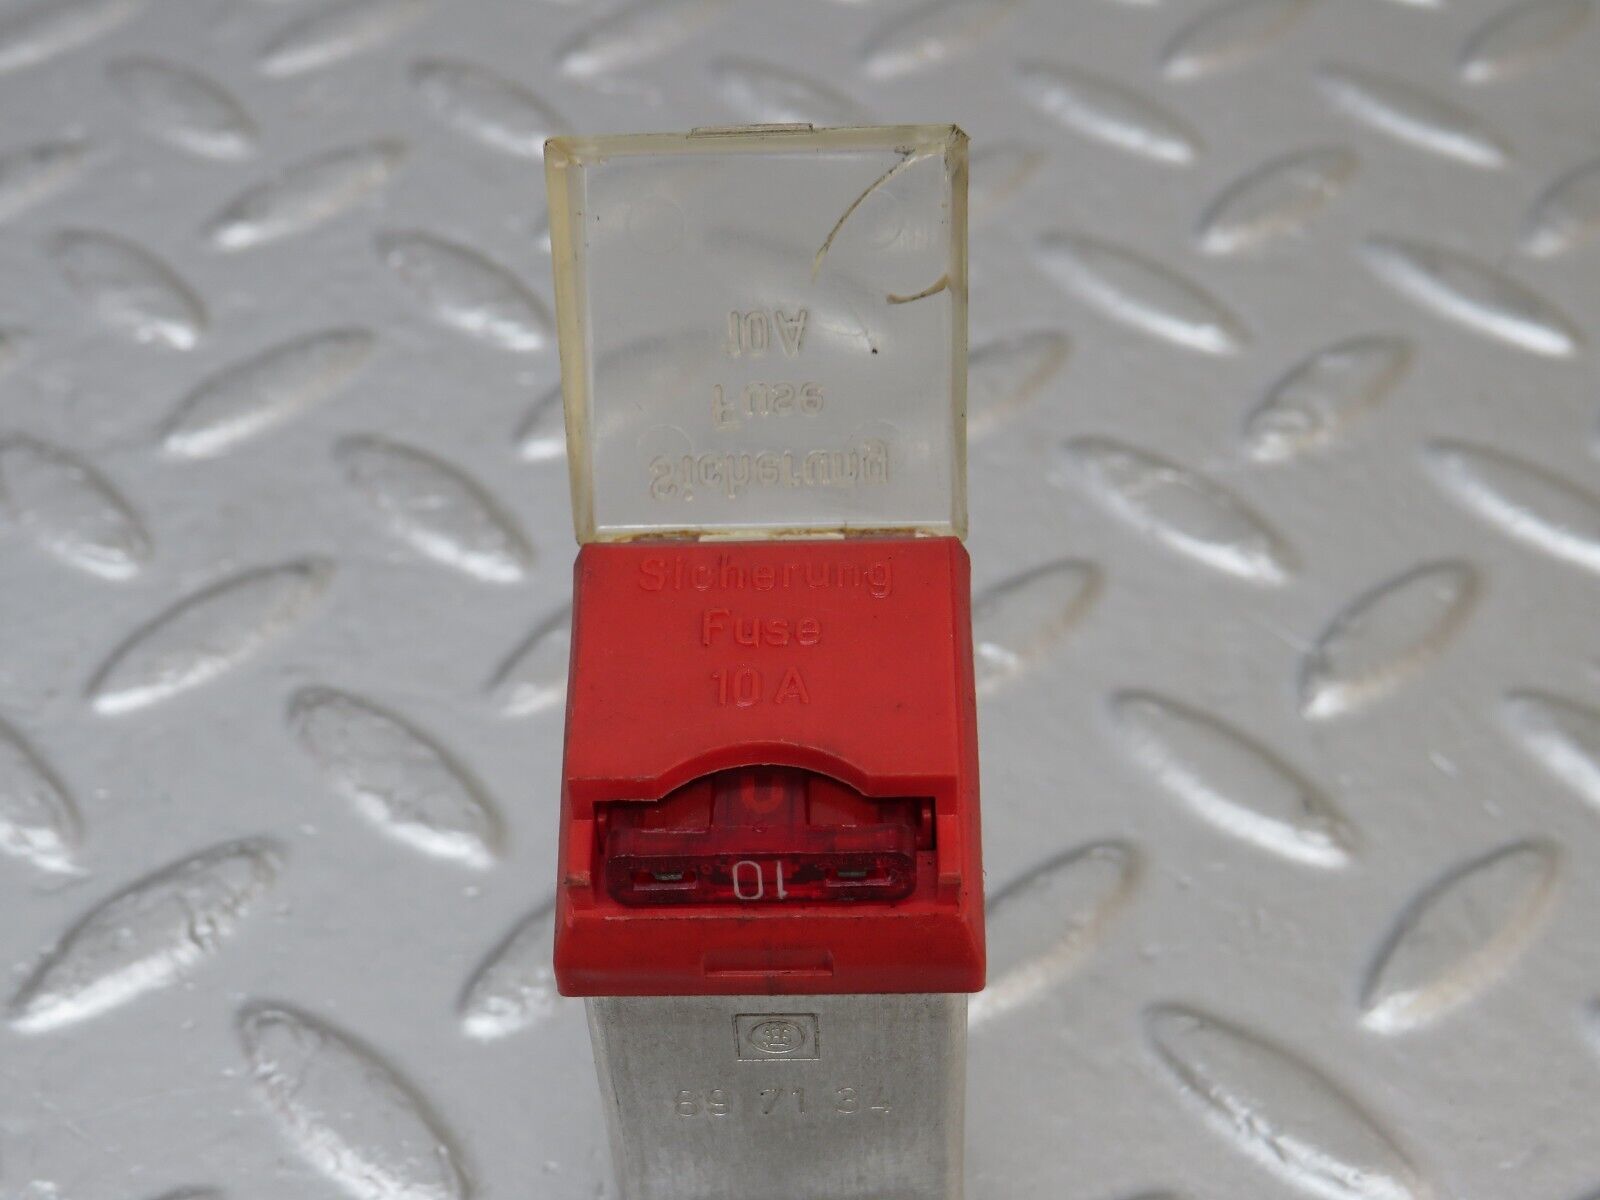 10A
Fuse
Sicherung
Sicherung
Fuse
10 A
10
89 71 34